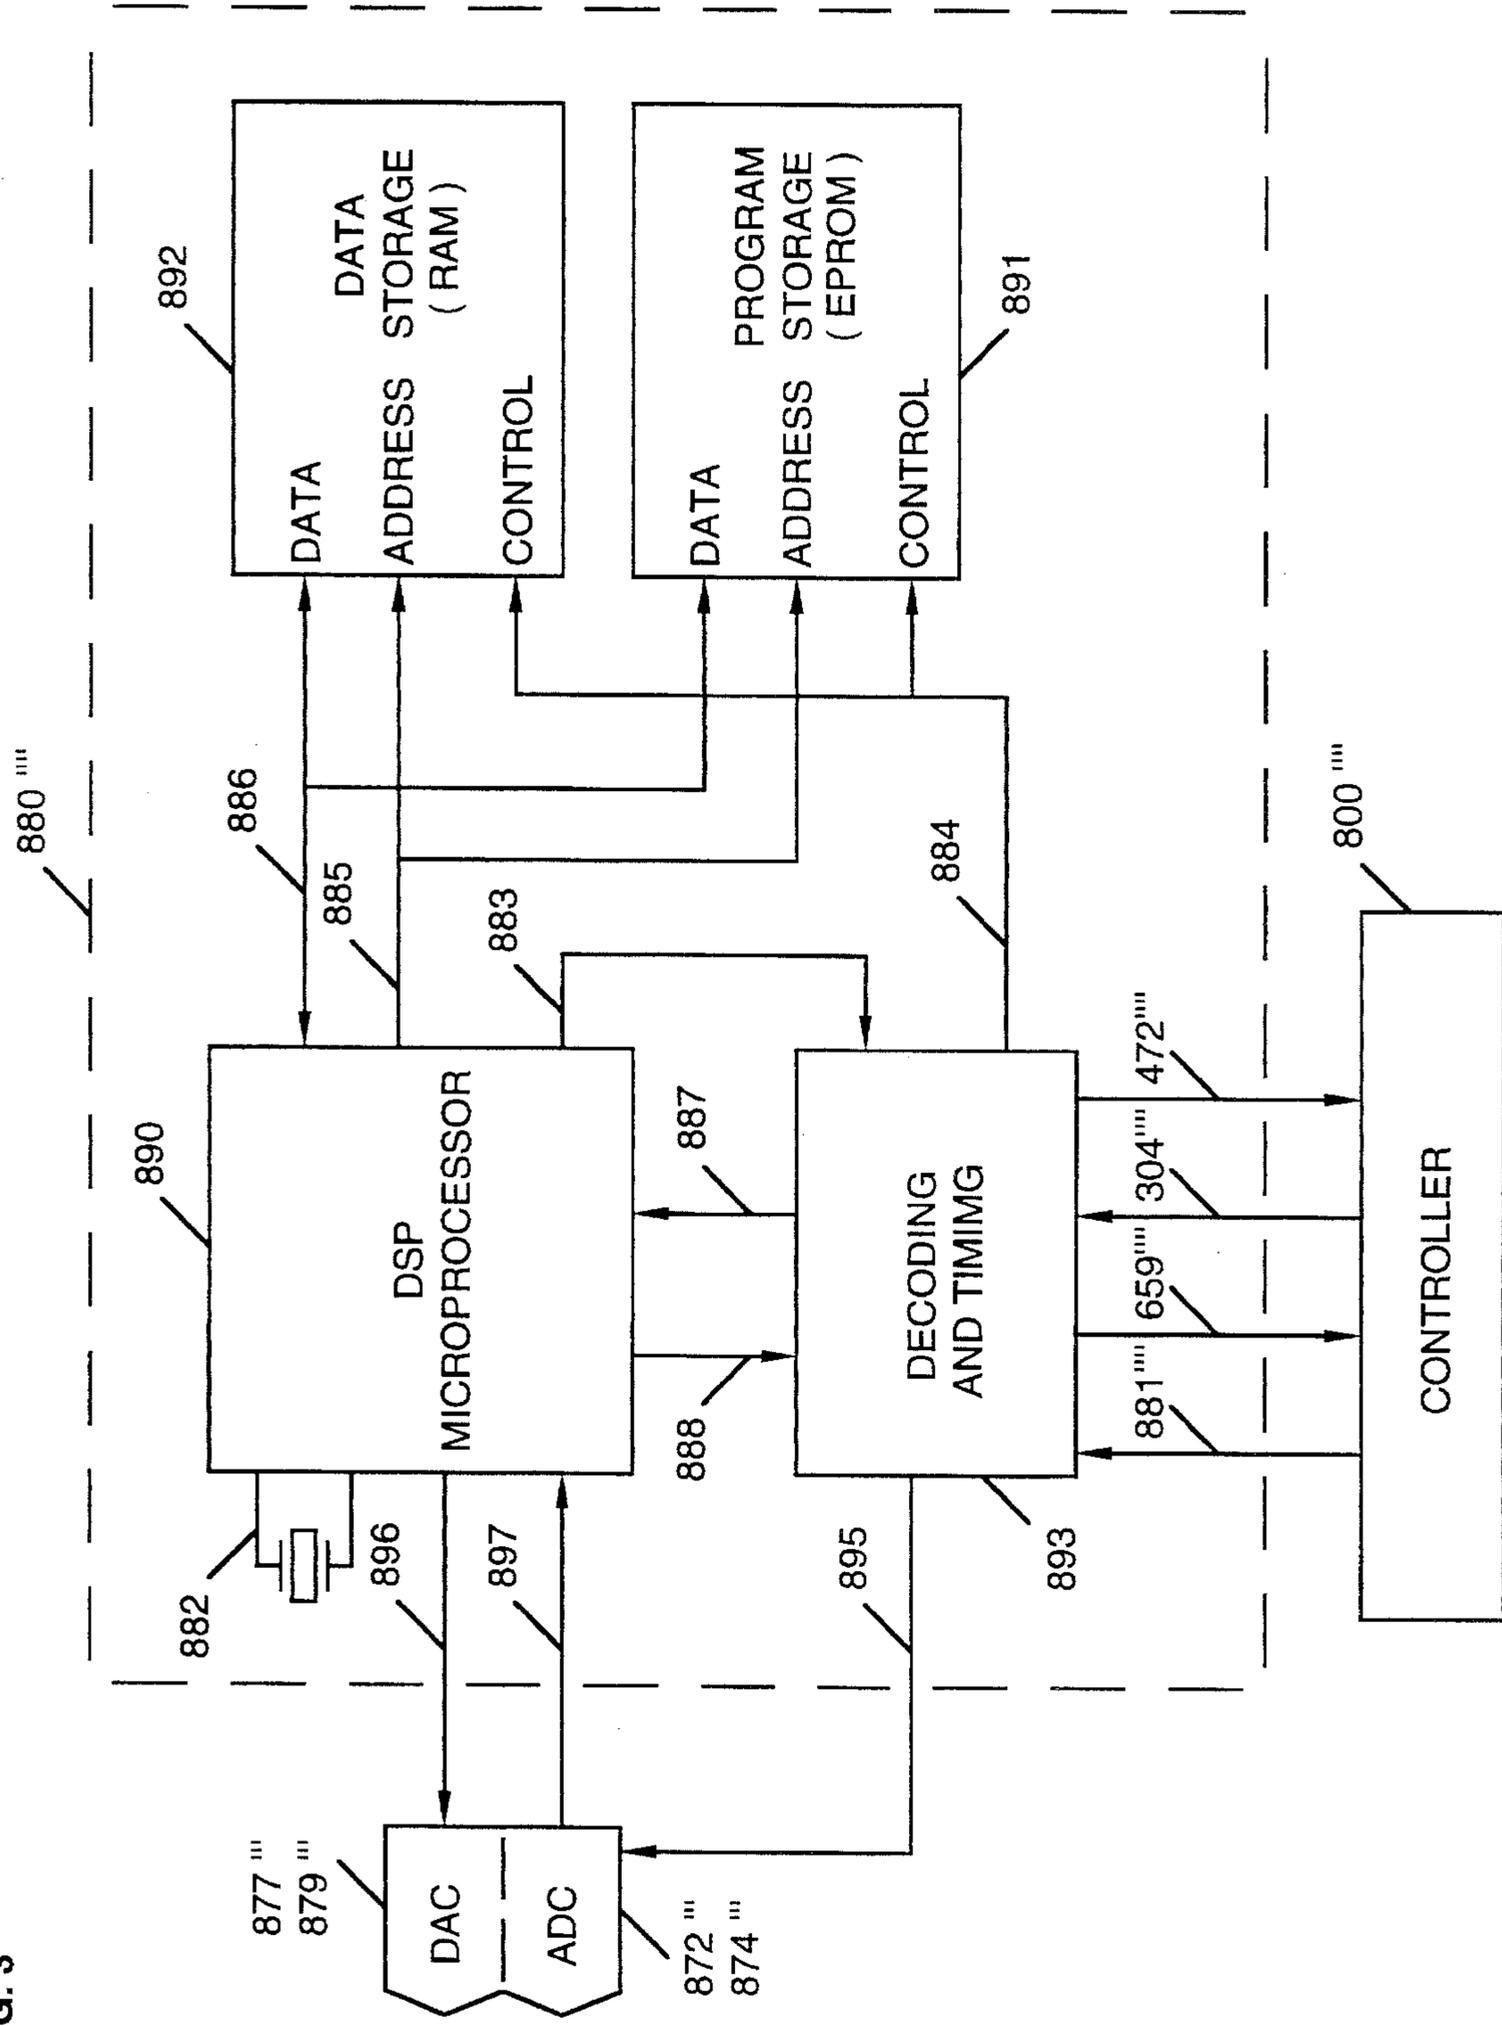 880 ''''
890
892
882
886
877 ''''
879 ''''
885
DATA
DATA
STORAGE
(RAM)
ADDRESS
CONTROL
896
DSP
MICROPROCESSOR
DAC
897
883
ADC
872 ''''
874 ''''
888
887
DATA
PROGRAM
STORAGE
(EPROM)
ADDRESS
CONTROL
895
DECODING
AND TIMIMG
884
891
893
881''''
659''''
304''''
472''''
800 ''''
CONTROLLER